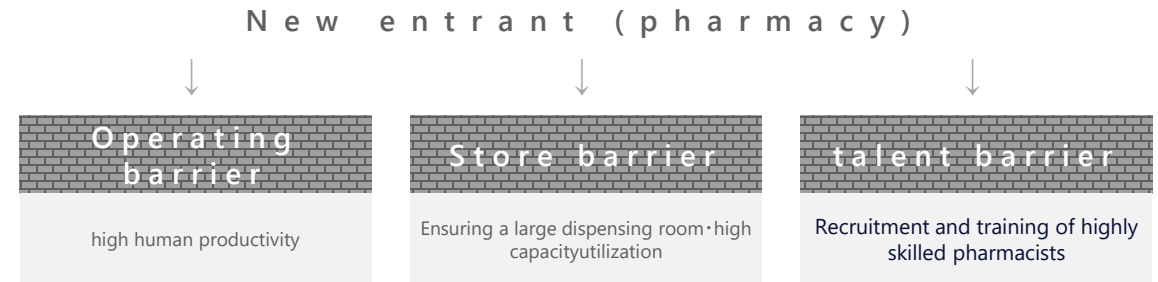 New entrant (pharmacy)
Operating
barrier
Store barrier
talent barrier
high human productivity
Ensuring a large dispensing room･high
capacityutilization
Recruitment and training of highly
skilled pharmacists